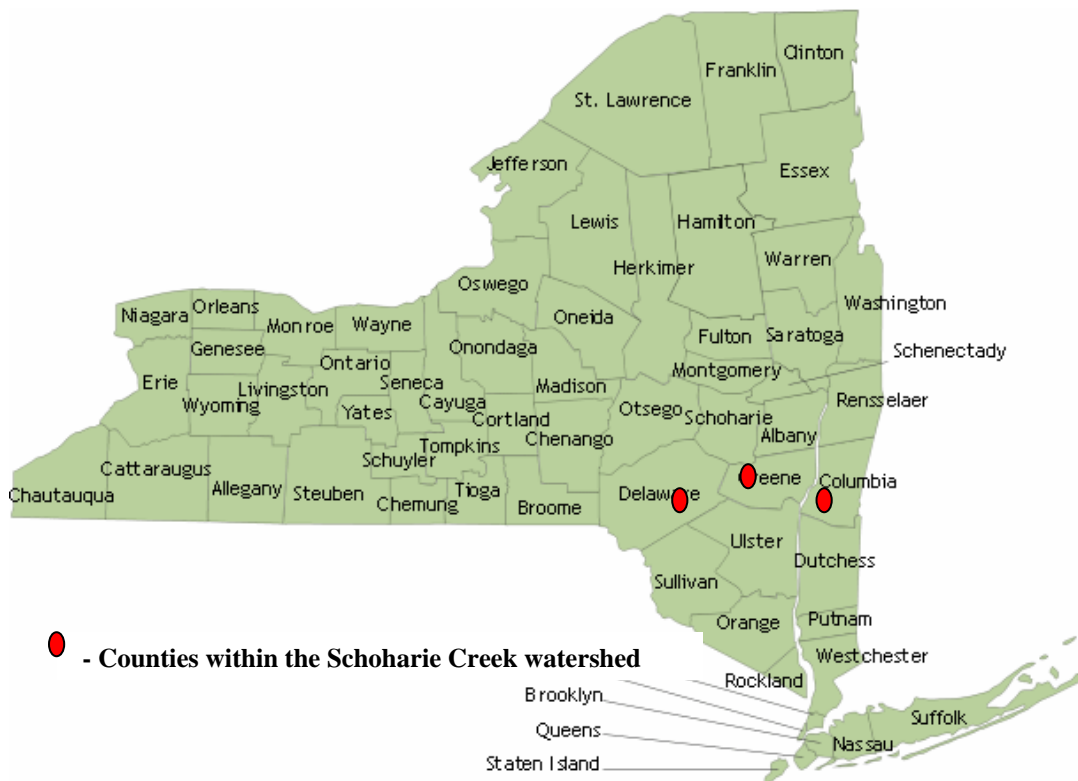 Clinton
Franklin
St. Lawrence
Jefferson
Essex
Lewis
Hamilton
Herkimer
Warren
Oswego
Washington
Orleans
Niagara
Monroe
Wayne
Oneida
Fulton
Saratoga
Genesee
Onondaga
Schenectady
Ontario
Montgomery
Erie
Seneca
Livingston
Madison
Wyoming
Cayuga
Rensselaer
Yates
Otsego
Schoharie
Cortland
Albany
Chenango
Tompkins
Schuyler
Cattaraugus
Greene
Columbia
Allegany
Steuben
Tioga
Delaware
Chautauqua
Chemung
Broome
Ulster
Dutchess
Sullivan
Putnam
Orange
Westchester
- Counties within the Schoharie Creek watershed
Rockland
Brooklyn
Suffolk
Queens
Nassau
Staten Island